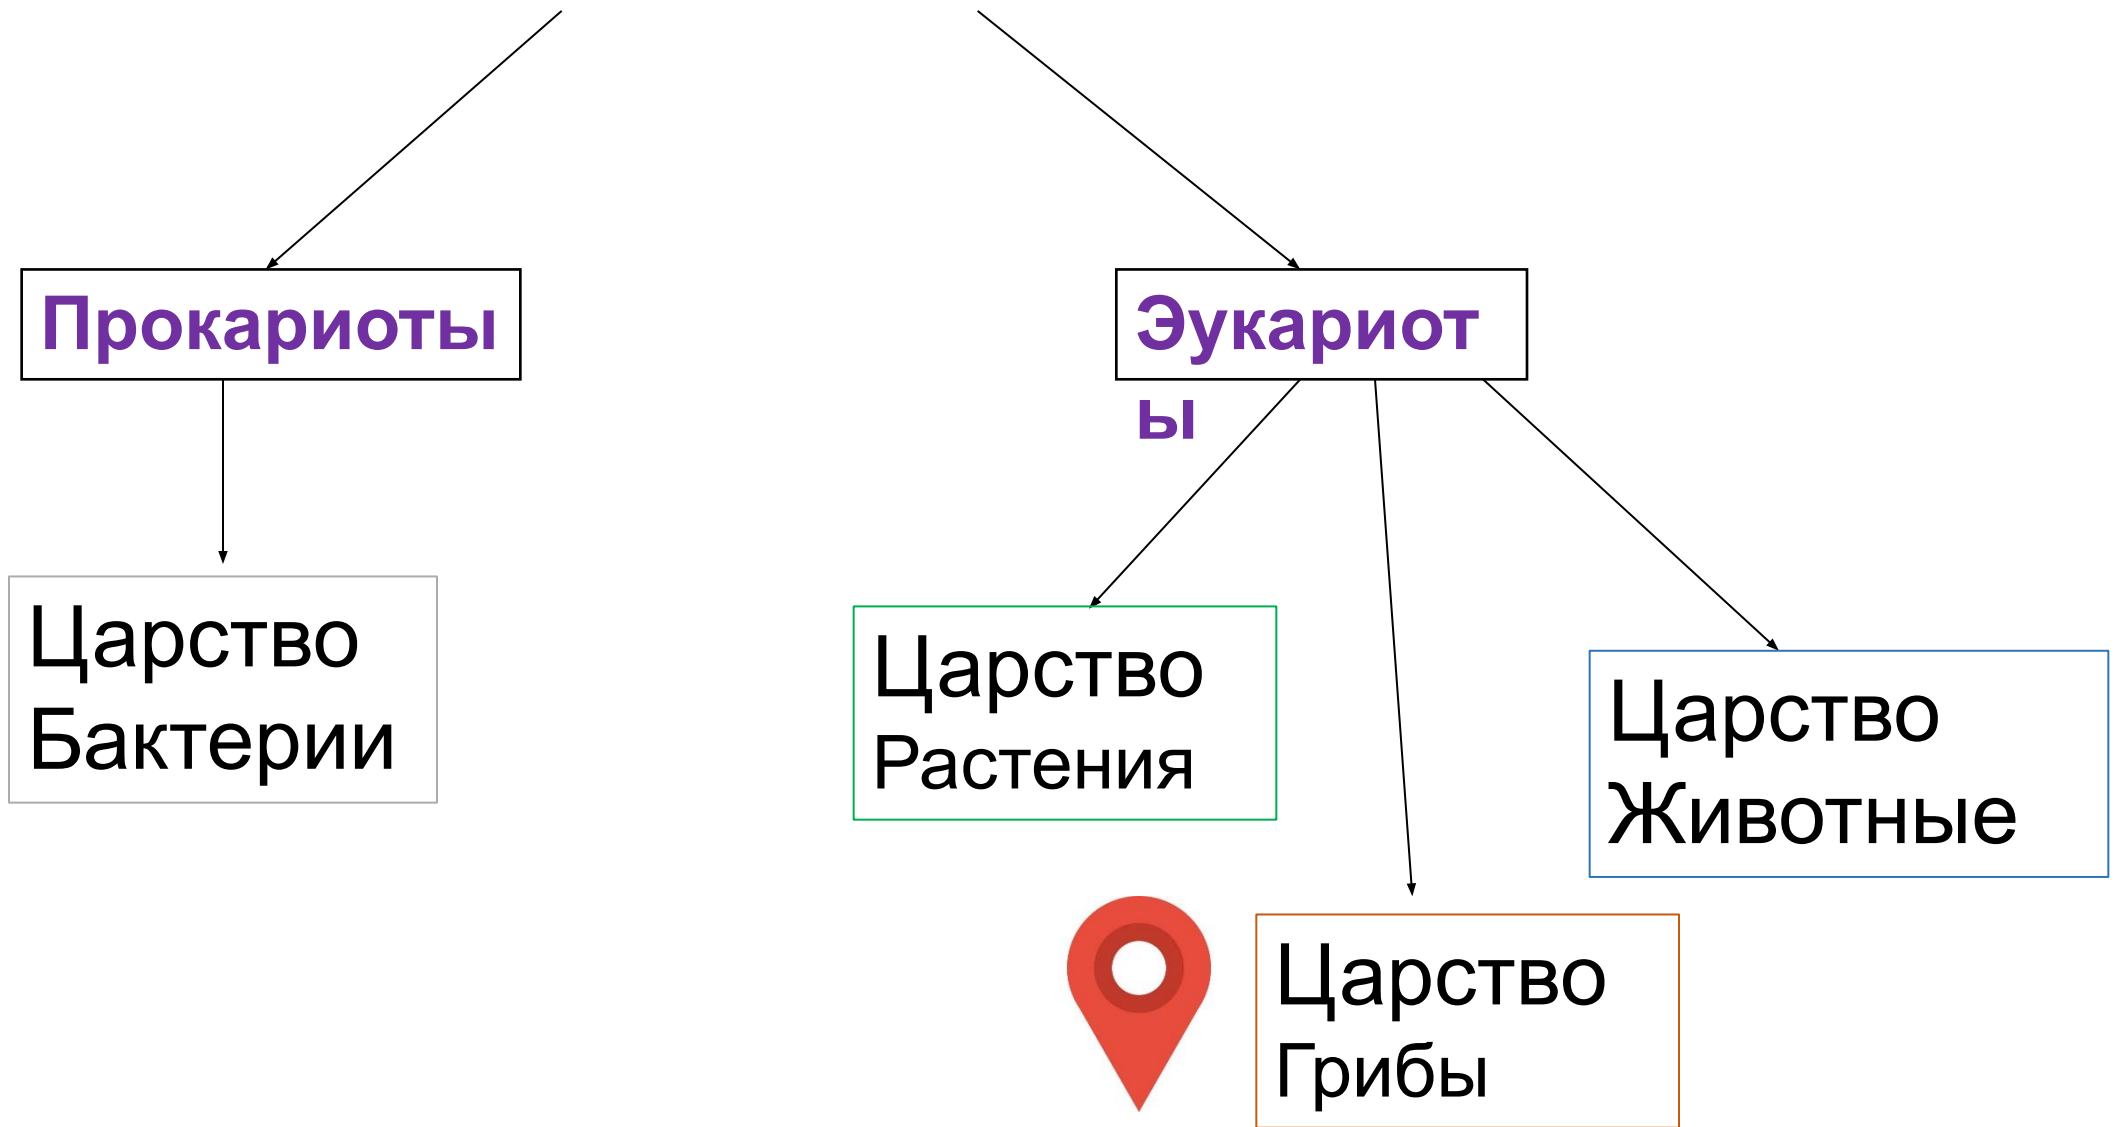 Прокариоты
Эукариот
ы
Царство
Бактерии
Царство
Растения
Царство
Животные
Царство
Грибы